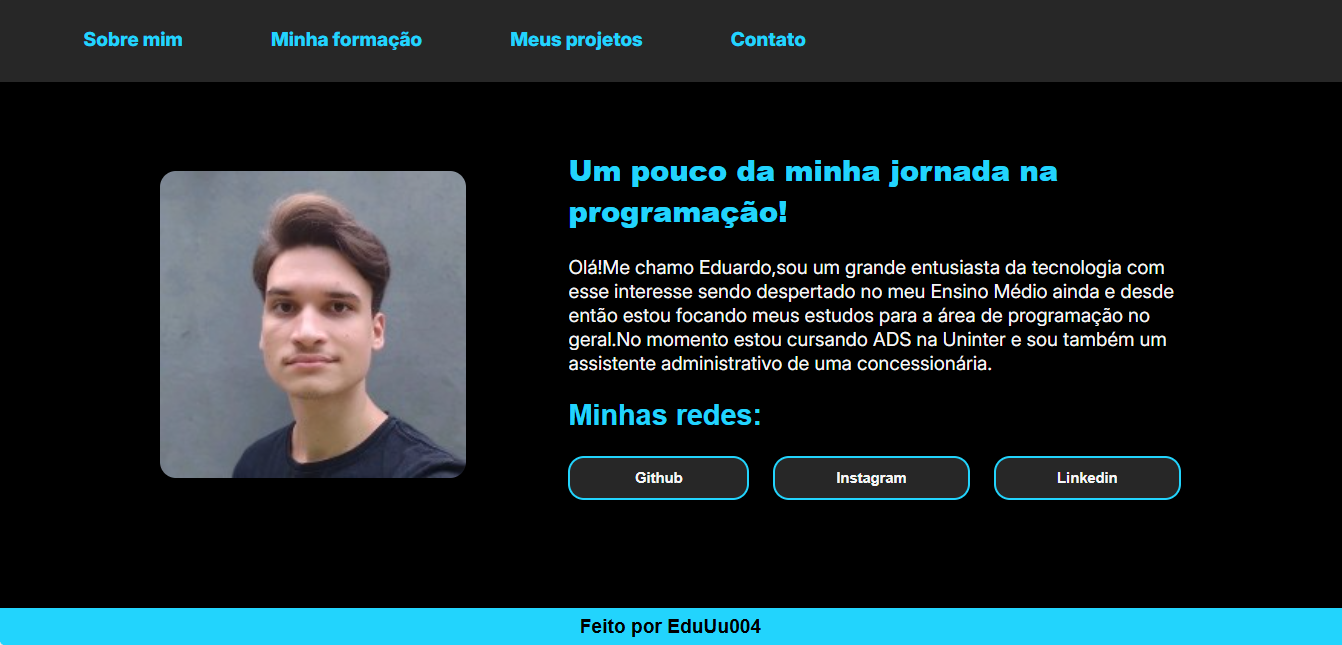 Sobre mim Minha formação Meus projetos Contato
Um pouco da minha jornada na
programação!
Olá!Me chamo Eduardo,sou um grande entusiasta da tecnologia com
esse interesse sendo despertado no meu Ensino Médio ainda e desde
então estou focando meus estudos para a área de programação no
geral.No momento estou cursando ADS na Uninter e sou também um
assistente administrativo de uma concessionária.
Minhas redes:
Github Instagram Linkedin
Feito por EduUu004